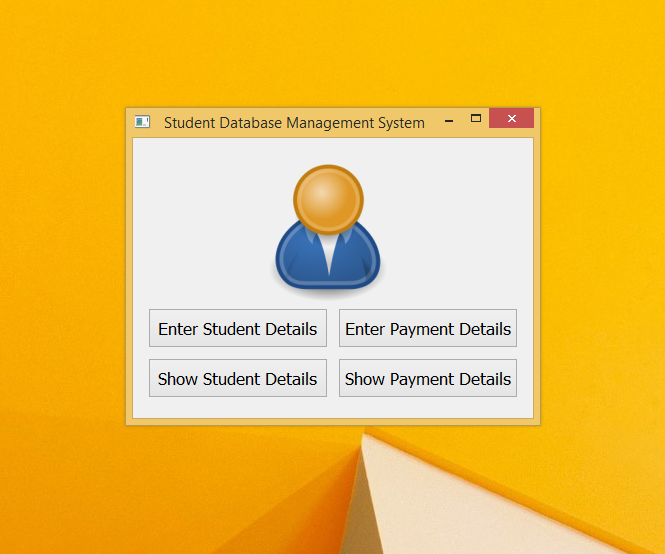 Student Database Management System
Enter Student Details
Enter Payment Details
Show Student Details
Show Payment Details